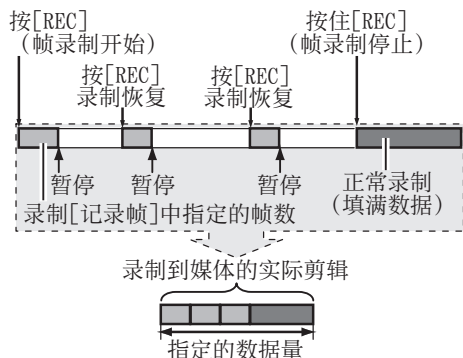 按[REC]
（帧录制开始）
按住[REC]
（帧录制停止）
按[REC]
录制恢复
按[REC]
录制恢复
暂停
暂停
暂停
正常录制
（填满数据）
录制[记录帧]中指定的帧数
录制到媒体的实际剪辑
指定的数据量